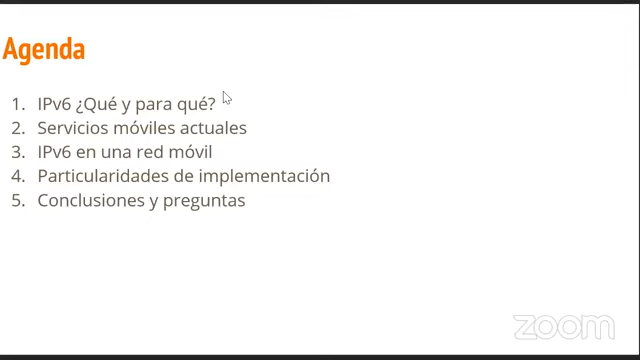 Agenda
1. IPv6 ¿Qué y para qué?
2. Servicios móviles actuales
3. IPv6 en una red móvil
4. Particularidades de implementación
5. Conclusiones y preguntas
zoom